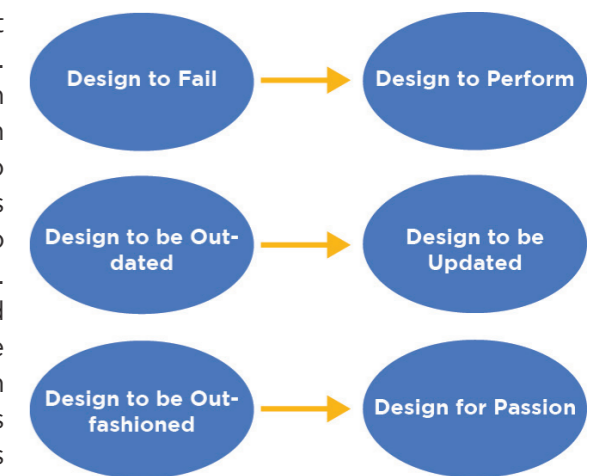 Design to Fail
Design to Perform
Design to be Out-
dated
Design to be
Updated
Design to be Out-
fashioned
Design for Passion